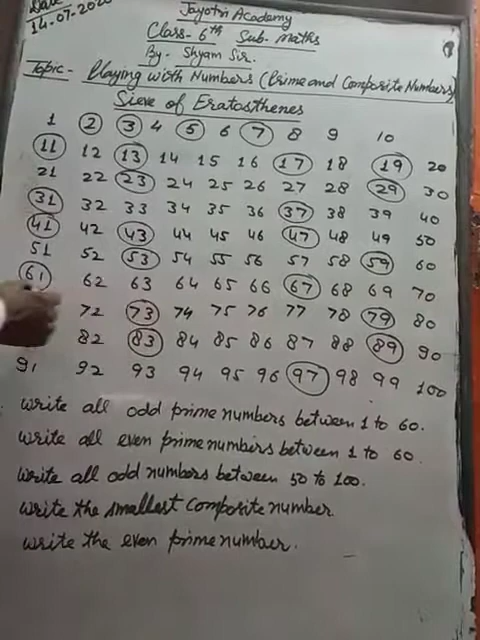 Date
14-07-202
Jayotri Academy
Class- 6th Sub- maths
By- Shyam Sir.
Topic- Playing with Numbers (Prime and Composite Numbers)
Sieve of Eratosthenes
1 2 3 4 5 6 7 8 9 10
11 12 13 14 15 16 17 18 19 20
21 22 23 24 25 26 27 28 29 30
31 32 33 34 35 36 37 38 39 40
41 42 43 44 45 46 47 48 49 50
51 52 53 54 55 56 57 58 59 60
61 62 63 64 65 66 67 68 69 70
72 73 74 75 76 77 78 79 80
82 83 84 85 86 87 88 89 90
91 92 93 94 95 96 97 98 99 100
write all odd prime numbers between 1 to 60.
write all even prime numbers between 1 to 60.
write all odd numbers between 50 to 100.
write the smallest composite number.
write the even prime number.